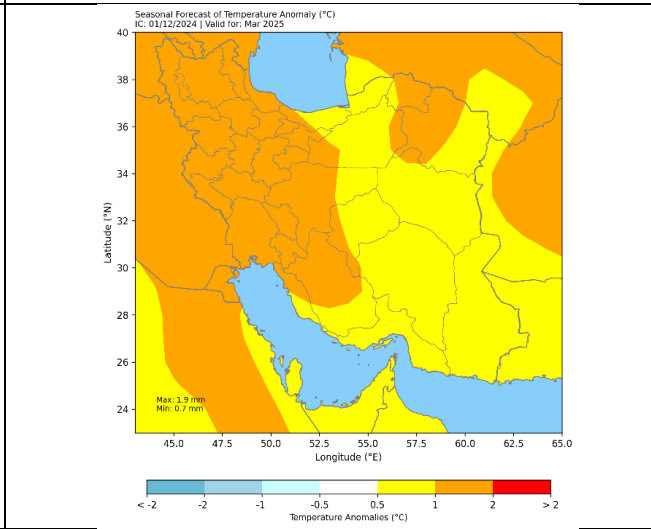 Seasonal Forecast of Temperature Anomaly (°C)
IC: 01/12/2024 | Valid for: Mar 2025
40
38
36
34
32
30
28
26
24
Latitude (°N)
Max: 1.9 mm
Min: 0.7 mm
45.0 47.5 50.0 52.5 55.0 57.5 60.0 62.5 65.0
Longitude (°E)
< -2 -2 -1 -0.5 0.5 1 2 > 2
Temperature Anomalies (°C)